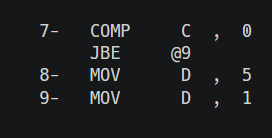 7- COMP C , 0
JBE @9
8- MOV D , 5
9- MOV D , 1